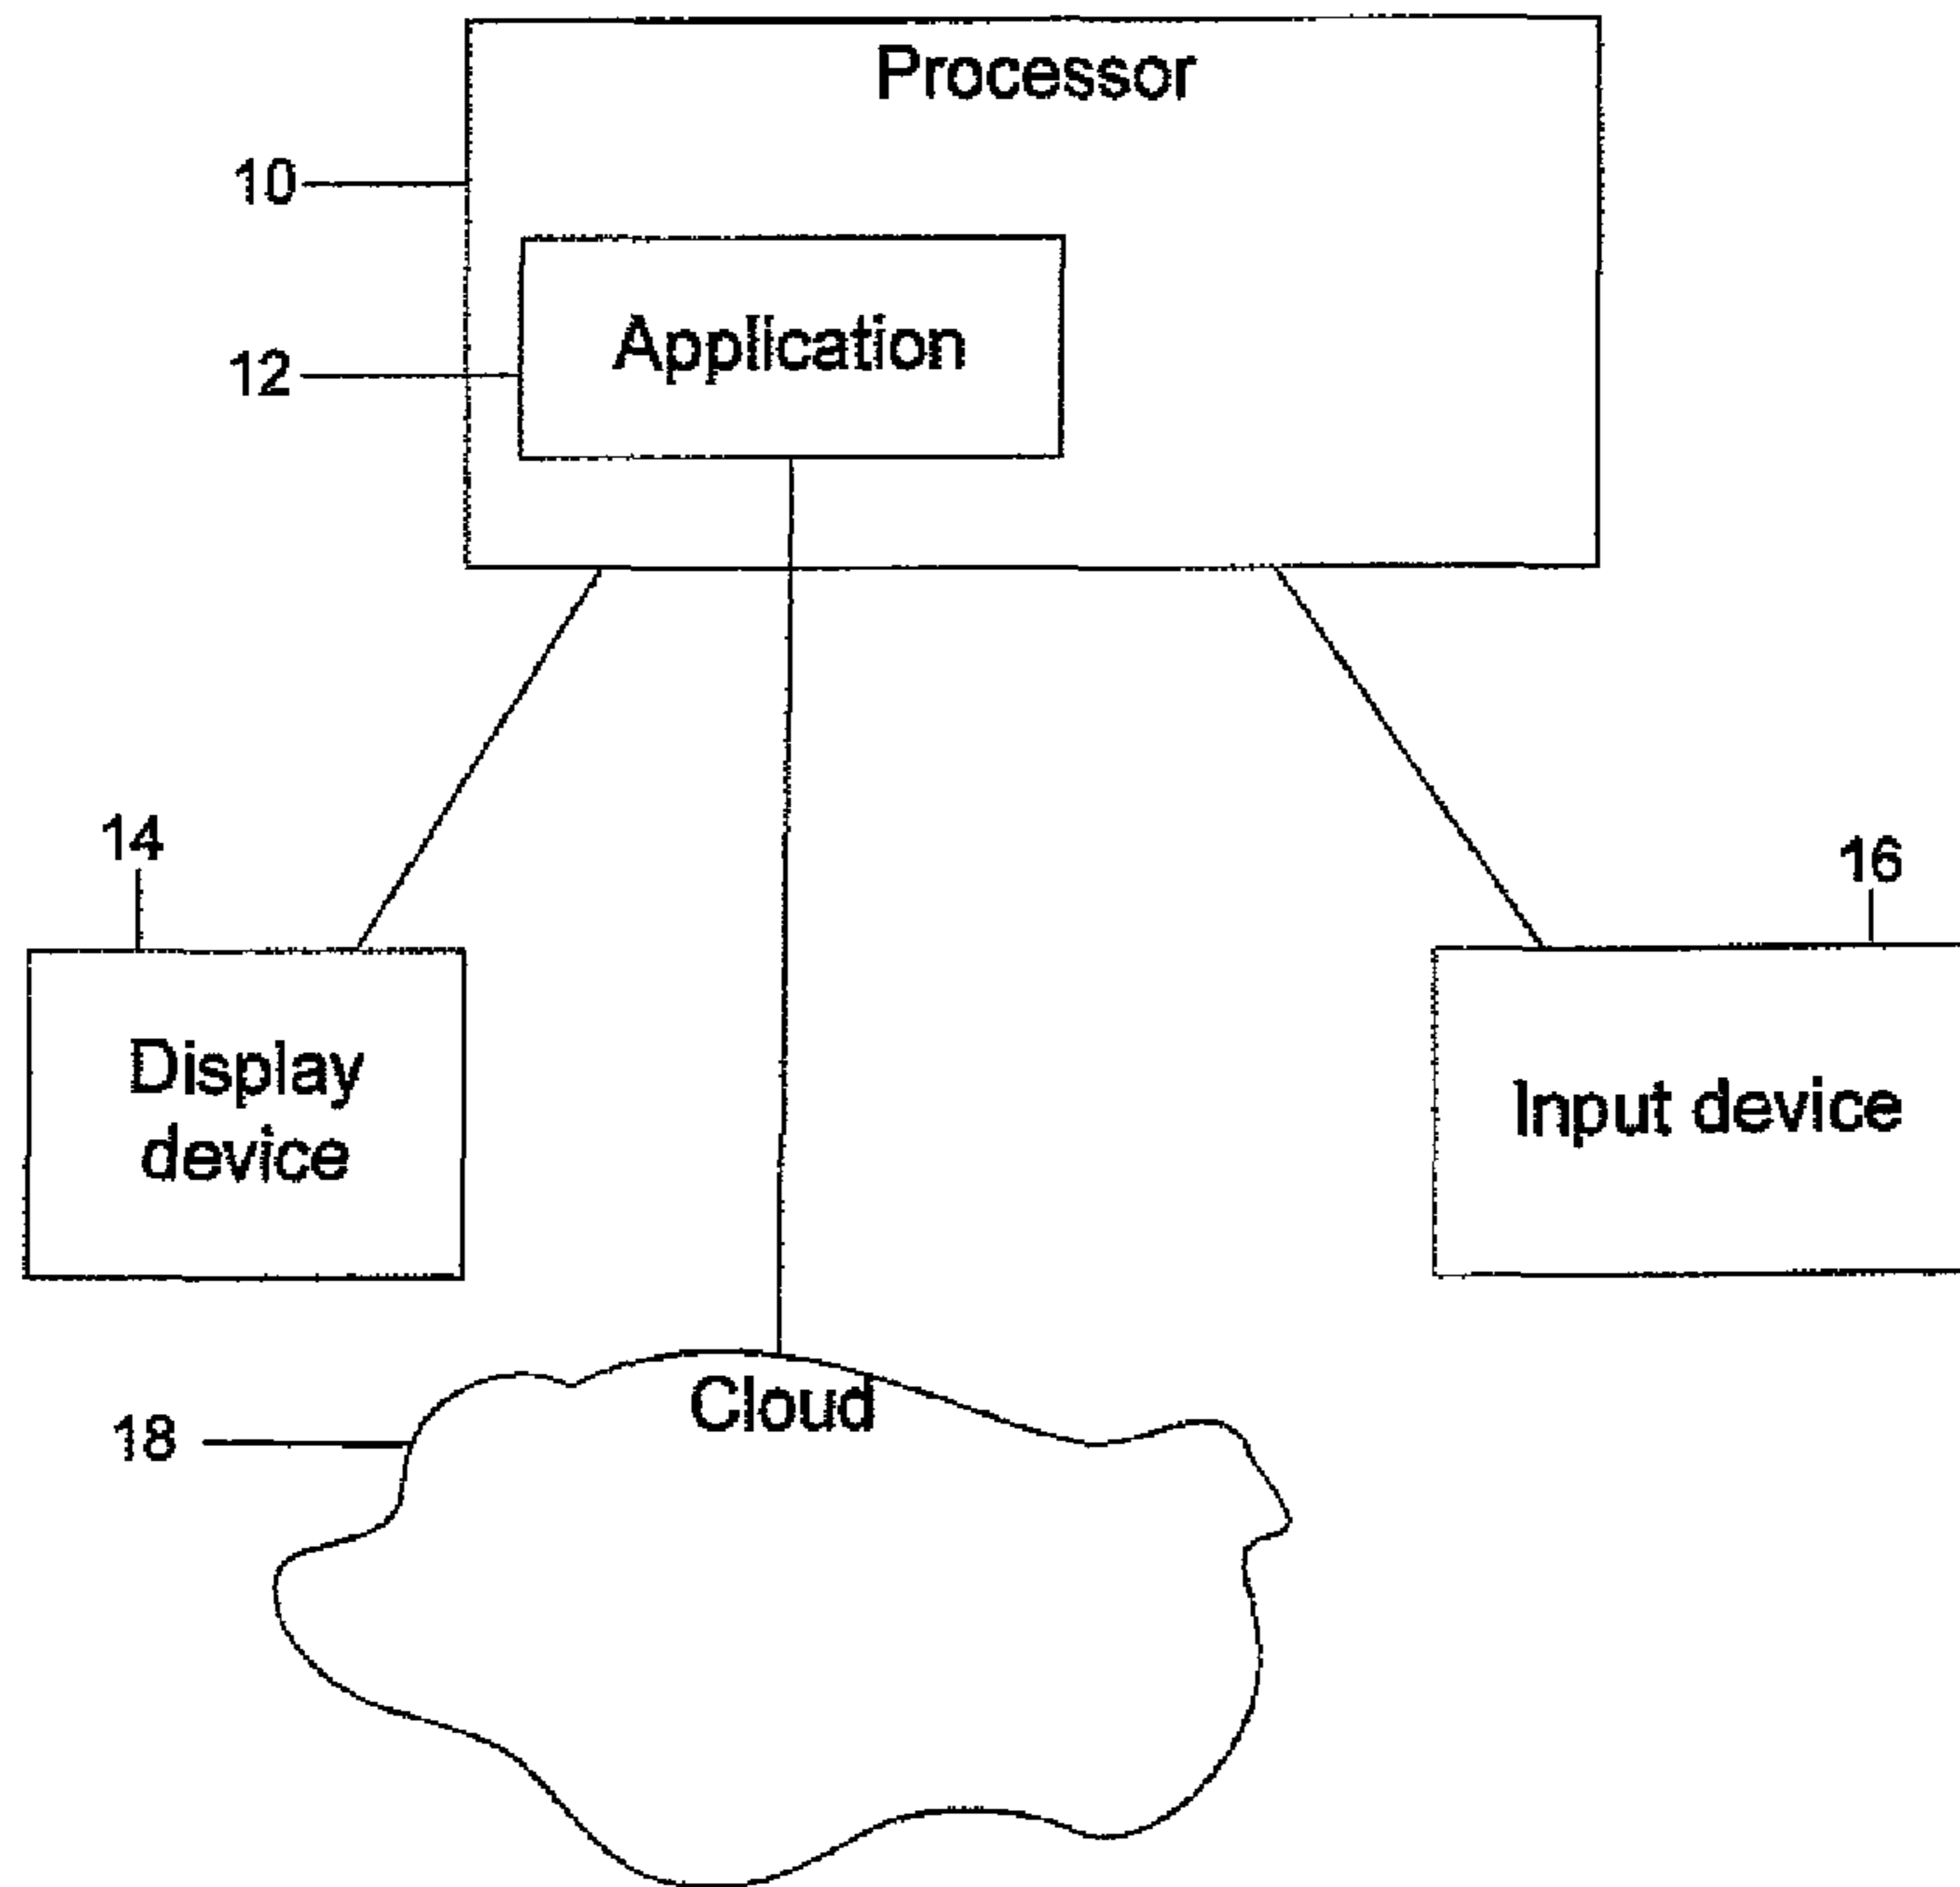 Processor
10
Application
12
14
16
Display
device
Input device
Cloud
18